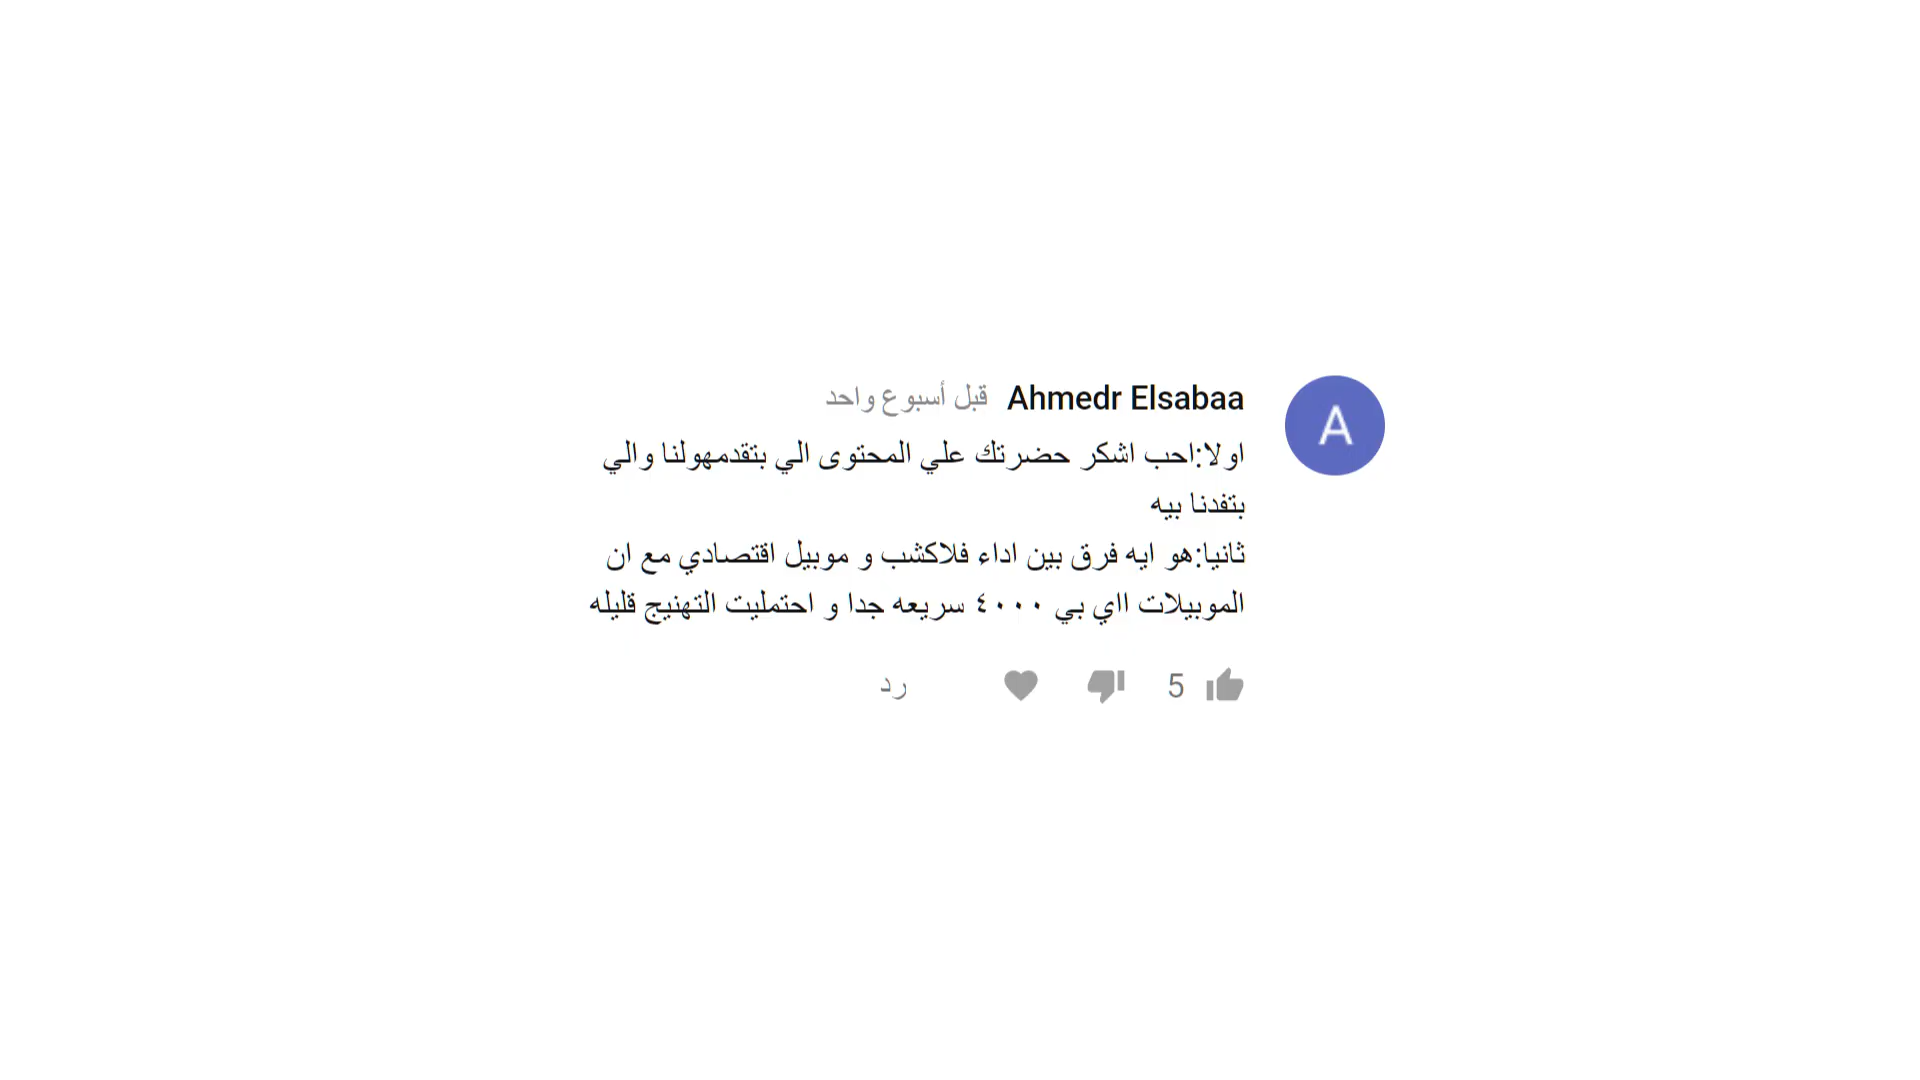 A
Ahmedr Elsabaa قبل أسبوع واحد
اولا:احب اشكر حضرتك علي المحتوى الي بتقدمهولنا والي
بتفدنا بيه
ثانيا:هو ايه فرق بين اداء فلاكشب و موبيل اقتصادي مع ان
الموبيلات ااي بي ٤٠٠٠ سريعه جدا و احتمليت التهنيج قليله
5 رد